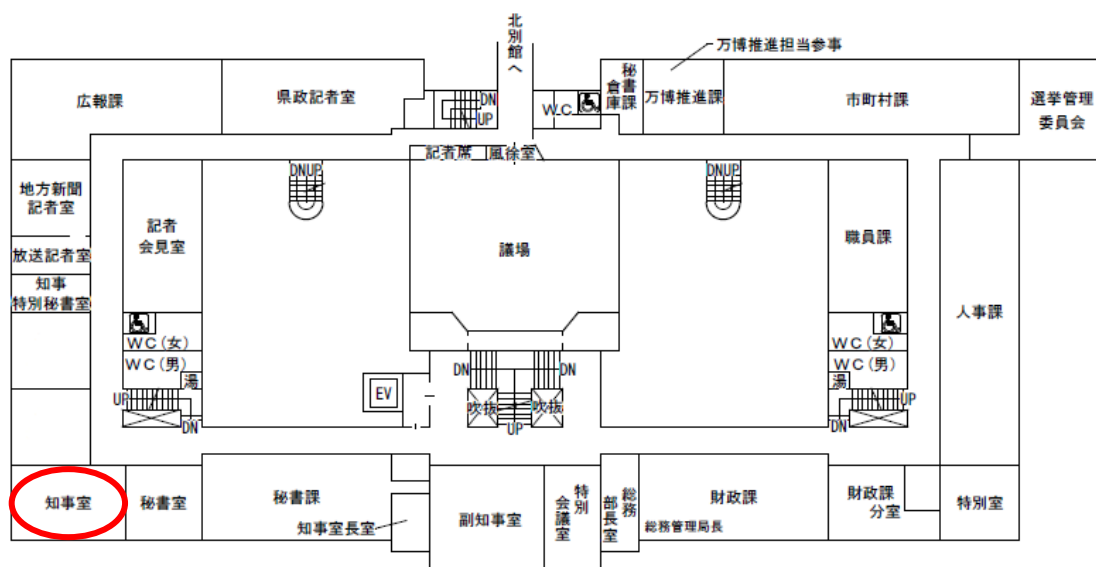 北別館へ
万博推進担当参事
広報課
県政記者室
DN
UP
WC
秘書課
倉庫
万博推進課
市町村課
選挙管理
委員会
記者席
風徐室
地方新聞
記者室
放送記者室
知事
特別秘書室
記者
会見室
DNUP
議場
DNUP
職員課
人事課
WC(女)
WC(男)
湯
UP
DN
EV
DN
DN
吹抜
吹抜
UP
WC(女)
WC(男)
湯
UP
DN
知事室
秘書室
秘書課
知事室長室
副知事室
特別
会議室
総務
部長室
総務管理局長
財政課
財政課
分室
特別室